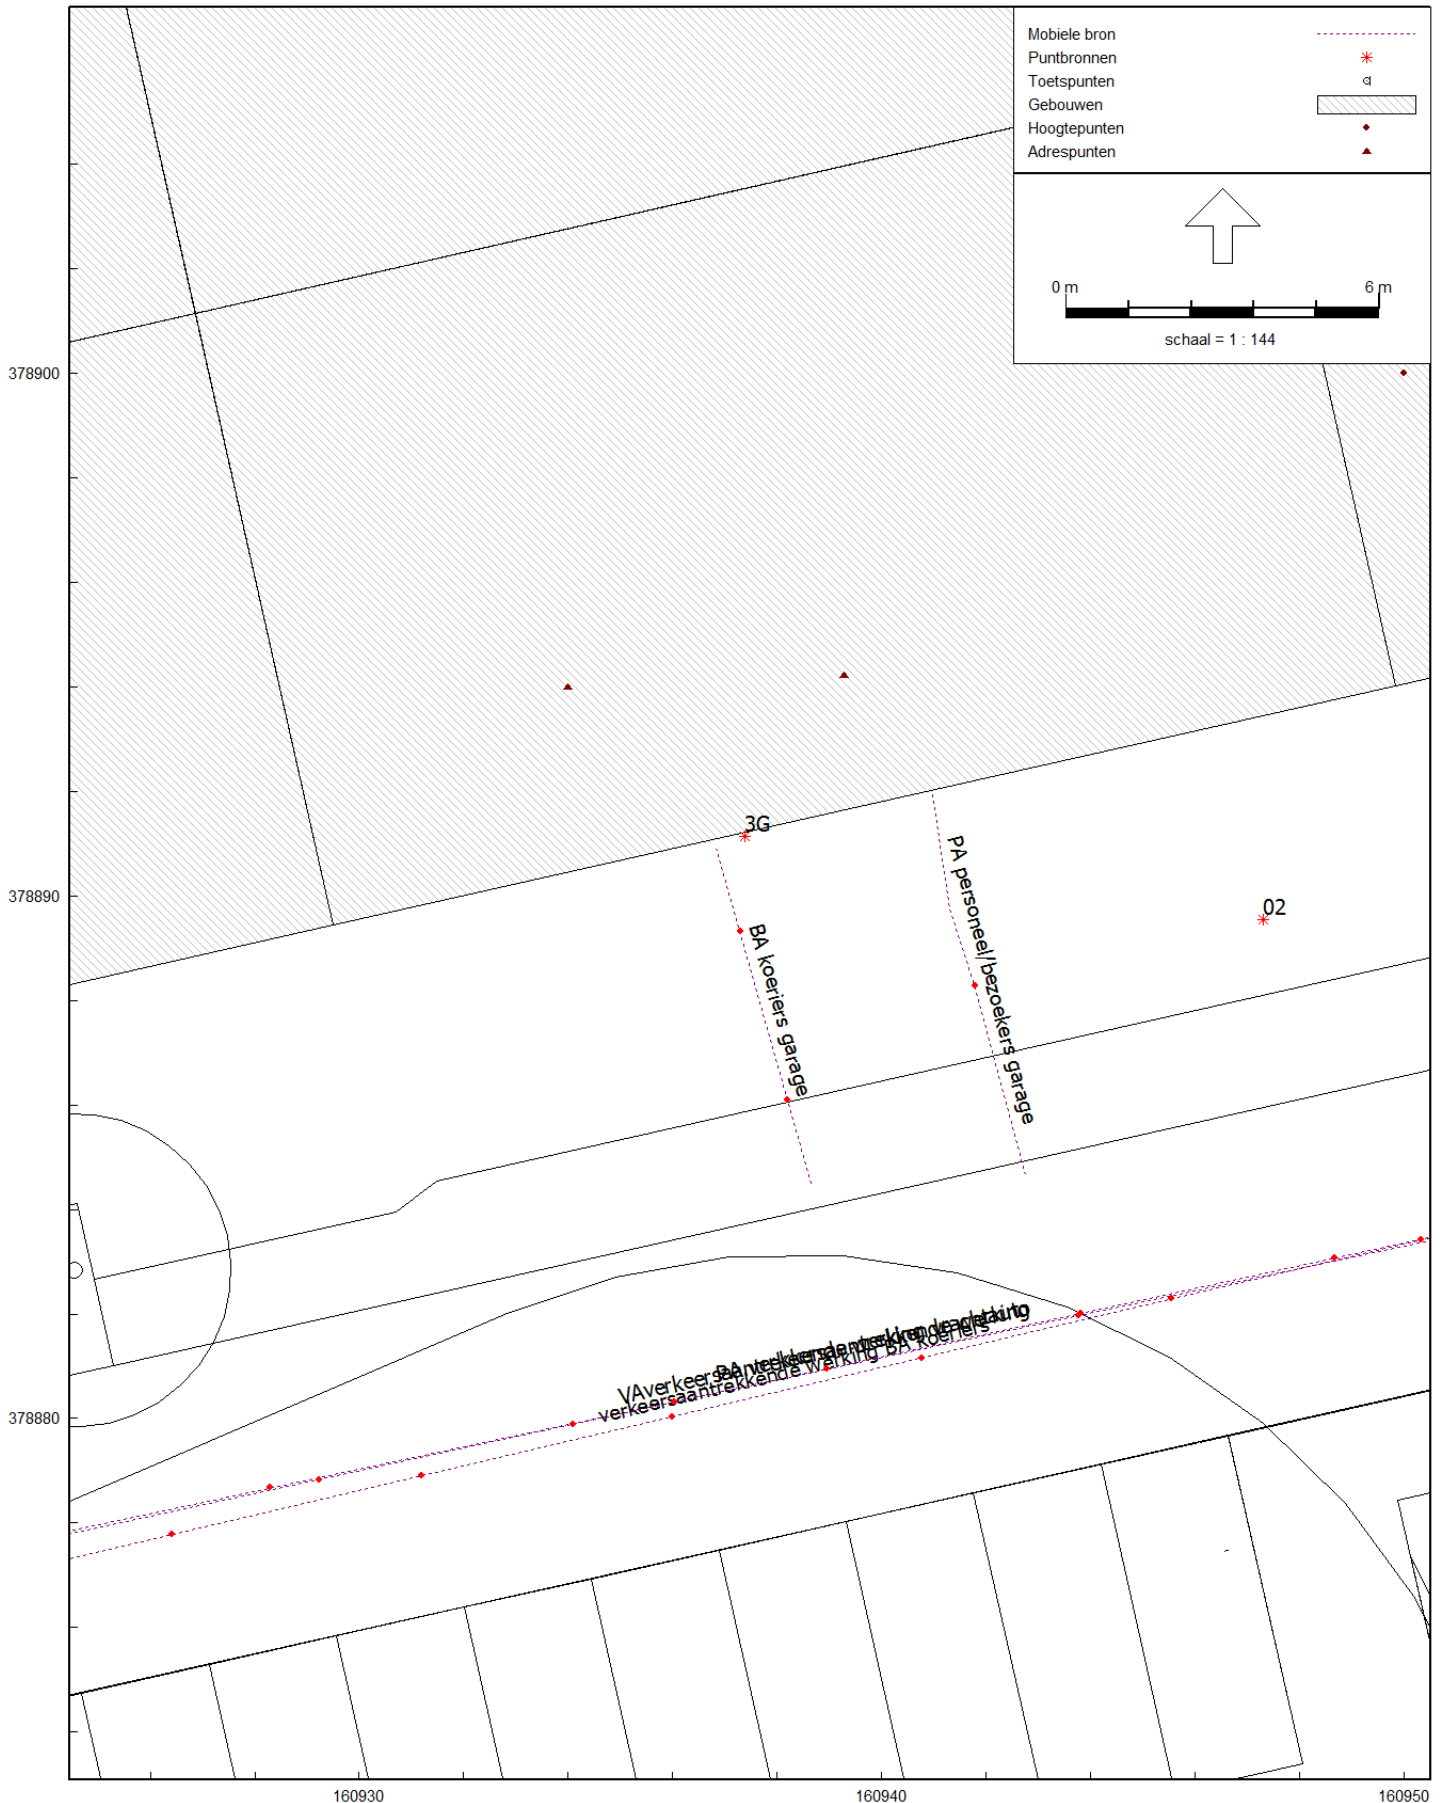 Mobiele bron
Puntbronnen
Toetspunten
Gebouwen
Hoogtepunten
Adrespunten
0 m 6 m
schaal = 1 : 144
378900
3G
PA personeel/bezoekers garage
378890
02
BA koeriers garage
verkeersaantrekkende werking BA koeriers
378880
160930 160940 160950